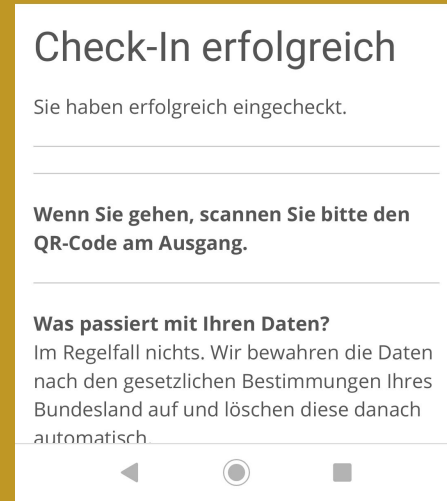 Check-In erfolgreich
Sie haben erfolgreich eingecheckt.
Wenn Sie gehen, scannen Sie bitte den
QR-Code am Ausgang.
Was passiert mit Ihren Daten?
Im Regelfall nichts. Wir bewahren die Daten
nach den gesetzlichen Bestimmungen Ihres
Bundesland auf und löschen diese danach
automatisch.